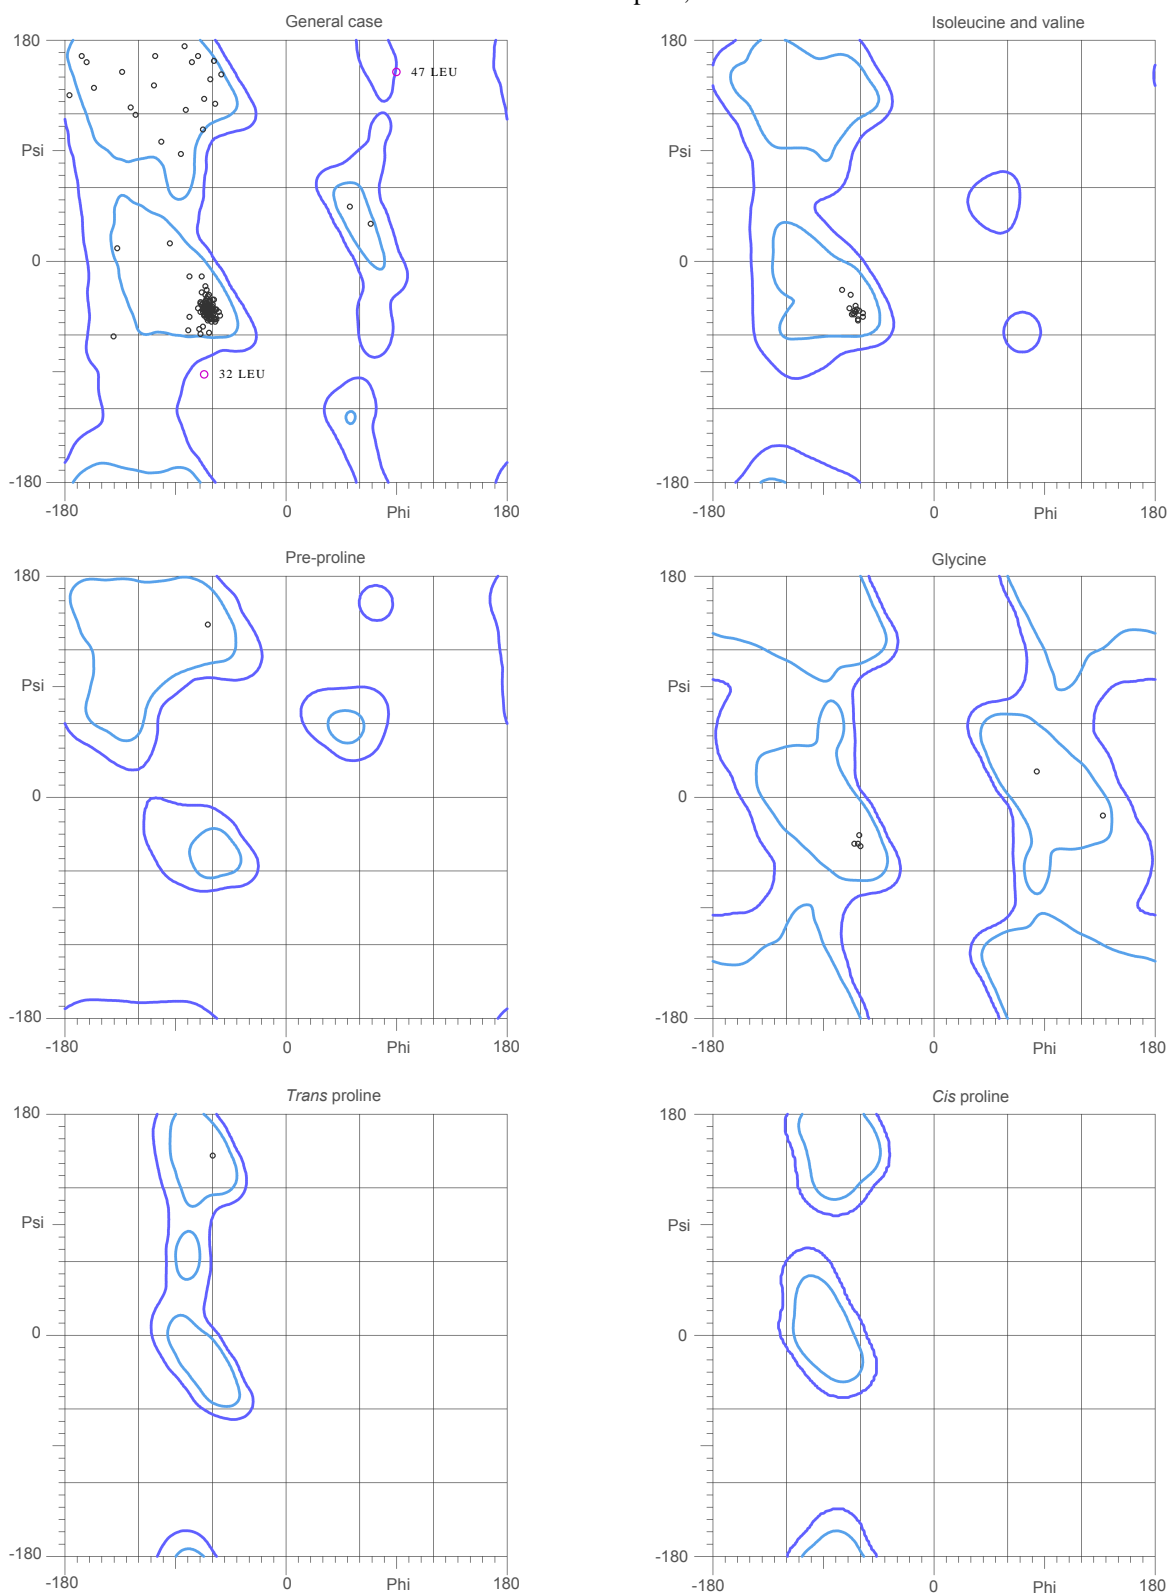 General case
Isoleucine and valine
180
47 LEU
Psi
0
32 LEU
-180
-180
0
Phi
180
180
Psi
0
-180
-180
0
Phi
180
Pre-proline
Glycine
180
Psi
0
-180
-180
0
Phi
180
180
Psi
0
-180
-180
0
Phi
180
Trans proline
Cis proline
180
Psi
0
-180
-180
0
Phi
180
180
Psi
0
-180
-180
0
Phi
180